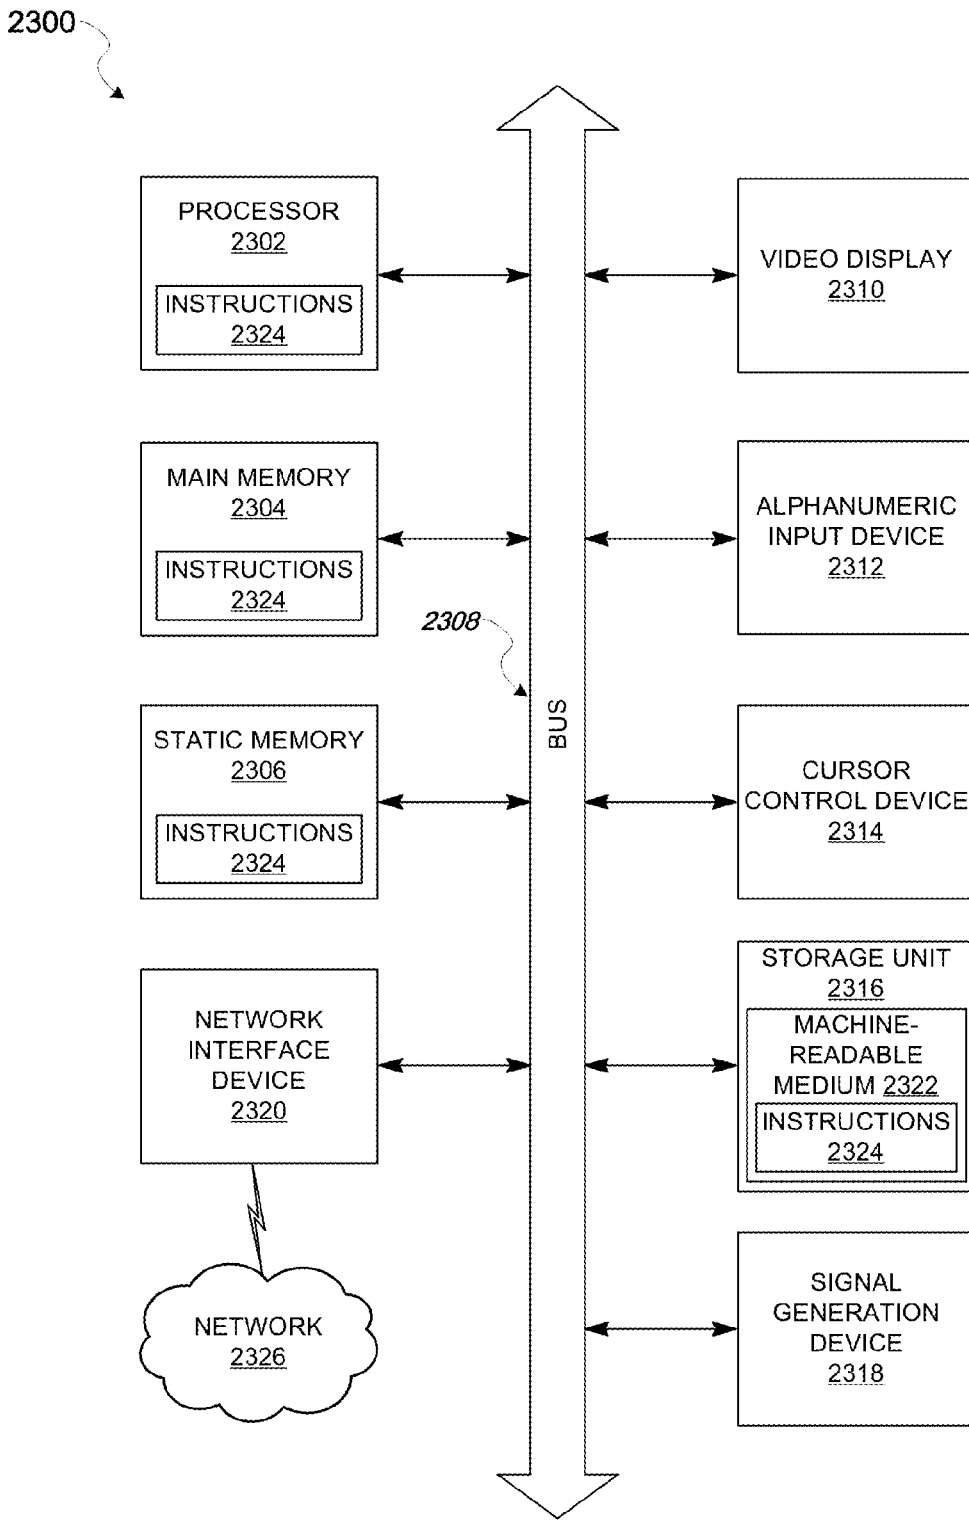 2300
PROCESSOR
2302
INSTRUCTIONS
2324
MAIN MEMORY
2304
INSTRUCTIONS
2324
STATIC MEMORY
2306
INSTRUCTIONS
2324
NETWORK
INTERFACE
DEVICE
2320
NETWORK
2326
2308
BUS
VIDEO DISPLAY
2310
ALPHANUMERIC
INPUT DEVICE
2312
CURSOR
CONTROL DEVICE
2314
STORAGE UNIT
2316
MACHINE-
READABLE
MEDIUM 2322
INSTRUCTIONS
2324
SIGNAL
GENERATION
DEVICE
2318